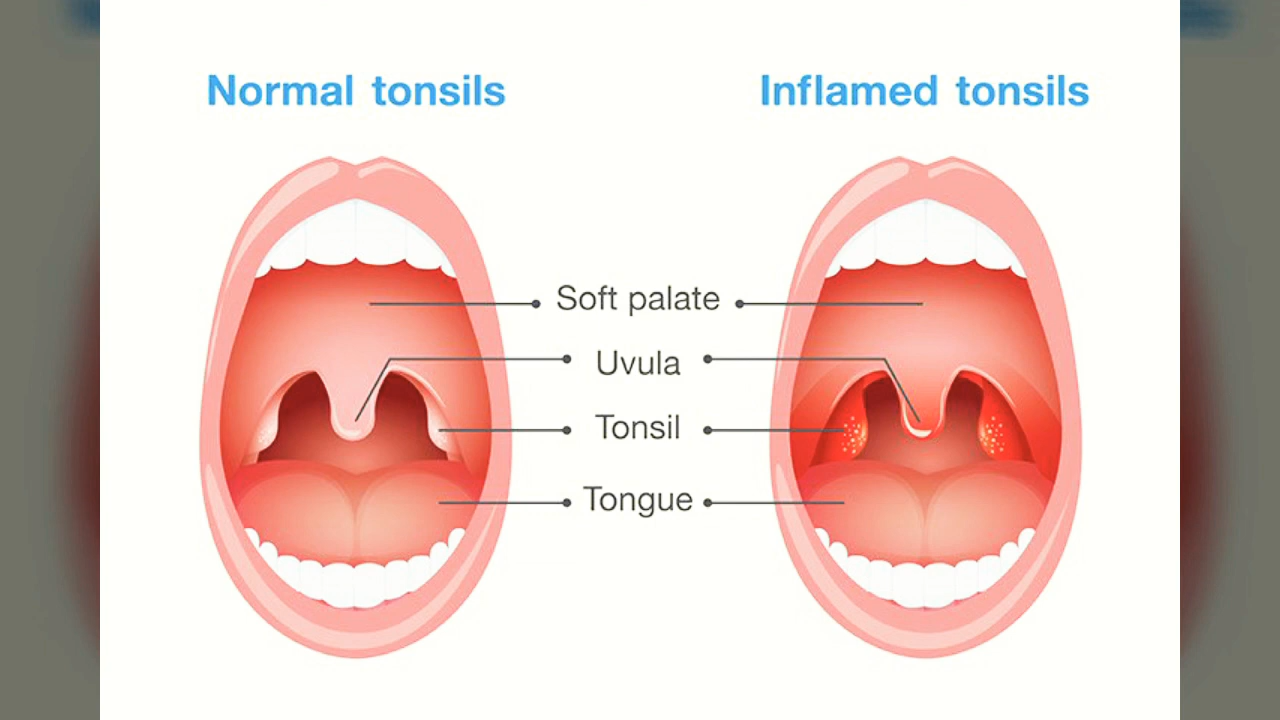 Normal tonsils
Inflamed tonsils
Soft palate
Uvula
Tonsil
Tongue